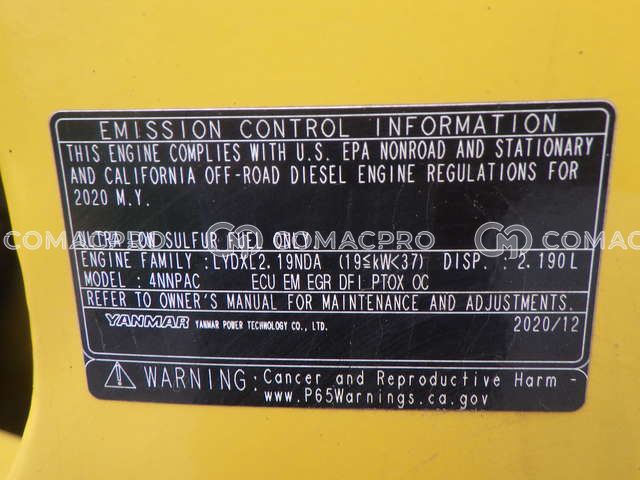 EMISSION CONTROL INFORMATION
THIS ENGINE COMPLIES WITH U.S. EPA NONROAD AND STATIONARY
AND CALIFORNIA OFF-ROAD DIESEL ENGINE REGULATIONS FOR
2020 M.Y.
ULTRA LOW SULFUR FUEL ONLY
COMACPRO COMACPRO COMACPRO
ENGINE FAMILY : LYDXL2.19NDA (19≦kW<37) DISP. : 2.190L
MODEL : 4NNPAC ECU EM EGR DFI PTOX OC
REFER TO OWNER'S MANUAL FOR MAINTENANCE AND ADJUSTMENTS.
YANMAR YANMAR POWER TECHNOLOGY CO., LTD. 2020/12
WARNING: Cancer and Reproductive Harm -
www.P65Warnings.ca.gov